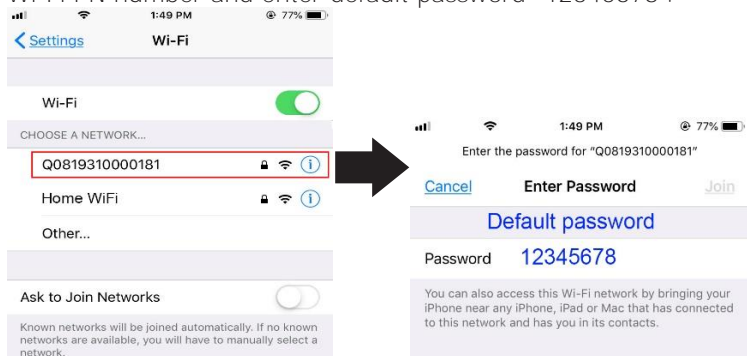 number and enter default password
1:49 PM 77%
Settings Wi-Fi
Wi-Fi
CHOOSE A NETWORK...
Q0819310000181
Home WiFi
Other...
Ask to Join Networks
Known networks will be joined automatically. If no known
networks are available, you will have to manually select a
network.
1:49 PM 77%
Enter the password for "Q0819310000181"
Cancel Enter Password Join
Default password
Password 12345678
You can also access this Wi-Fi network by bringing your
iPhone near any iPhone, iPad or Mac that has connected
to this network and has you in its contacts.